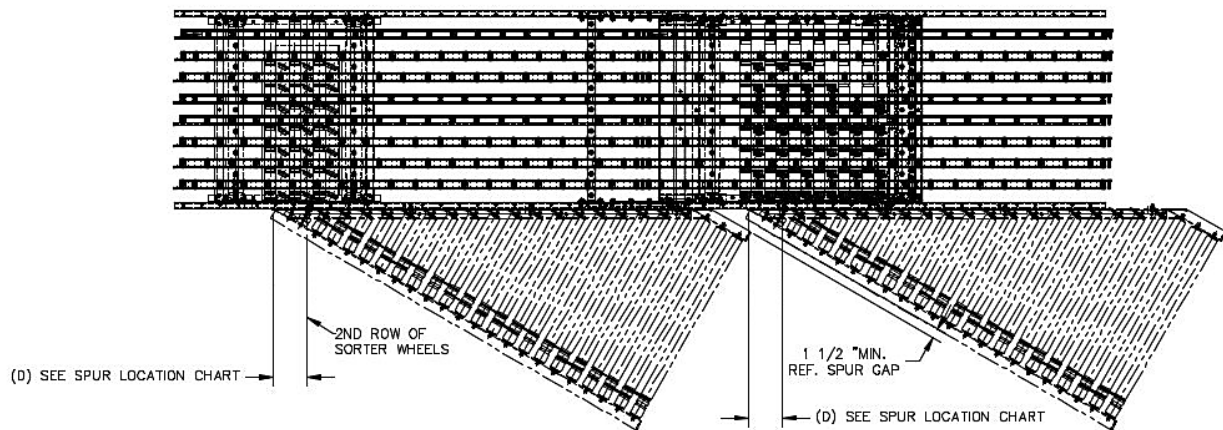 2ND ROW OF
SORTER WHEELS
(D) SEE SPUR LOCATION CHART
1 1/2 "MIN.
REF. SPUR GAP
(D) SEE SPUR LOCATION CHART